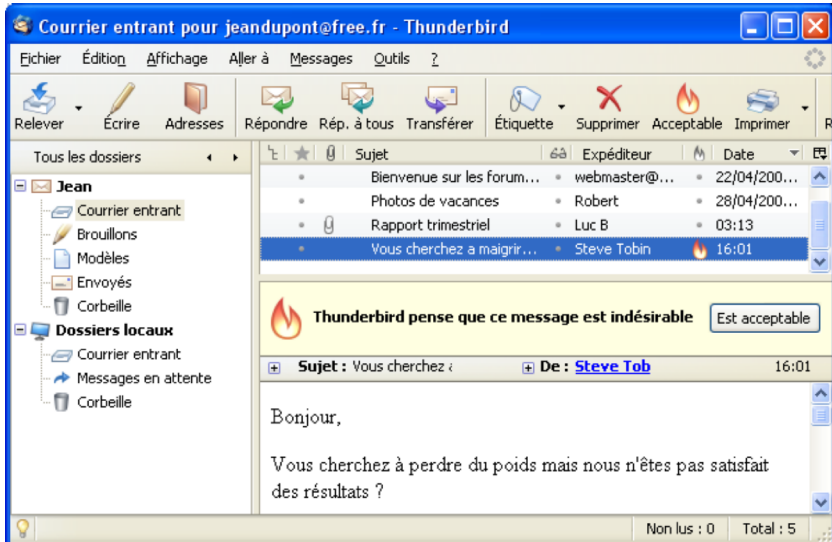 Courrier entrant pour jeandupont@free.fr - Thunderbird
Fichier Édition Affichage Aller à Messages Outils ?
Relever Écrire Adresses Répondre Rép. à tous Transférer Étiquette Supprimer Acceptable Imprimer R
Tous les dossiers
Jean
Courrier entrant
Brouillons
Modèles
Envoyés
Corbeille
Dossiers locaux
Courrier entrant
Messages en attente
Corbeille
Sujet Expéditeur Date
Bienvenue sur les forum... webmaster@... 22/04/200...
Photos de vacances Robert 28/04/200...
Rapport trimestriel Luc B 03:13
Vous cherchez a maigrir... Steve Tobin 16:01
Thunderbird pense que ce message est indésirable Est acceptable
Sujet : Vous cherchez a De : Steve Tob 16:01
Bonjour,
Vous cherchez à perdre du poids mais nous n'êtes pas satisfait
des résultats ?
Non lus : 0 Total : 5